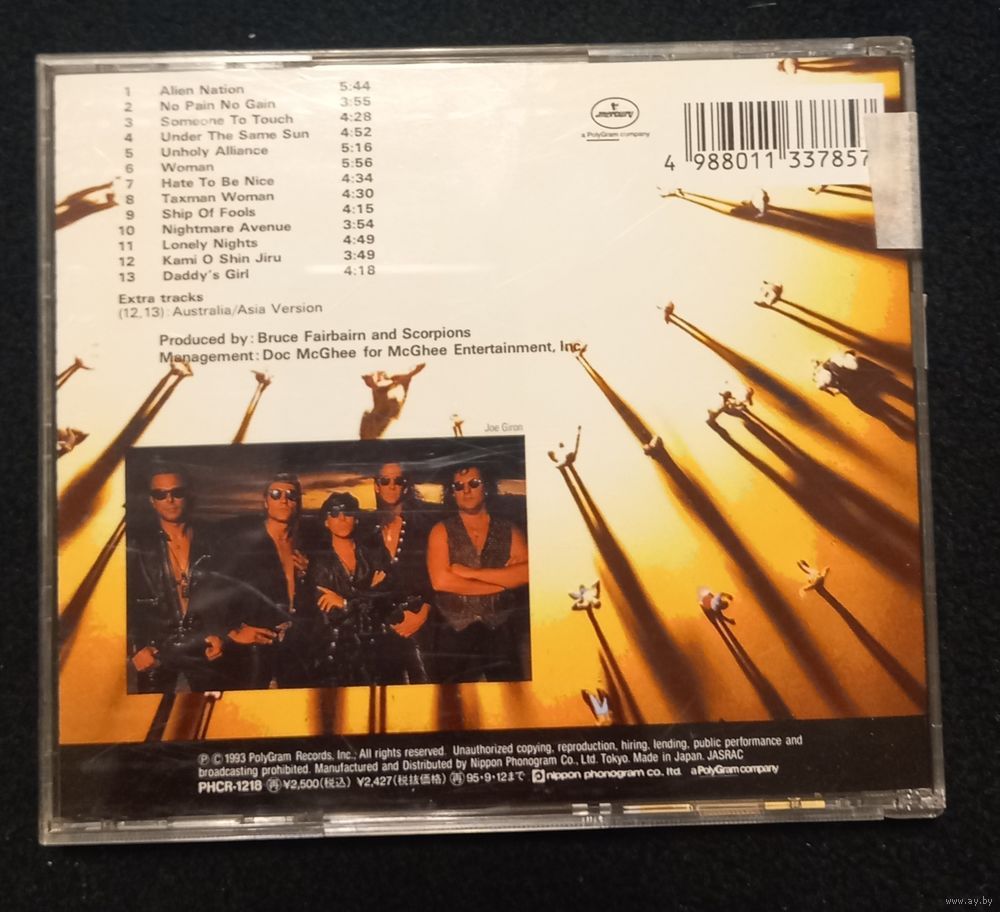 1 Alien Nation 5:44
2 No Pain No Gain 3:55
3 Someone To Touch 4:28
4 Under The Same Sun 4:52
5 Unholy Alliance 5:16
6 Woman 5:56
7 Hate To Be Nice 4:34
8 Taxman Woman 4:30
9 Ship Of Fools 4:15
10 Nightmare Avenue 3:54
11 Lonely Nights 4:49
12 Kami O Shin Jiru 3:49
13 Daddy's Girl 4:18
Extra tracks
(12,13): Australia/Asia Version
Produced by: Bruce Fairbairn and Scorpions
Management: Doc McGhee for McGhee Entertainment, Inc.
mercury
a PolyGram company
4 988011 337857
Joe Giron
Ⓟ © 1993 PolyGram Records, Inc., All rights reserved. Unauthorized copying, reproduction, hiring, lending, public performance and
broadcasting prohibited. Manufactured and Distributed by Nippon Phonogram Co., Ltd. Tokyo. Made in Japan. JASRAC
PHCR-1218 再 ¥2,500(税込) ¥2,427(税抜価格) 再 95・9・12まで nippon phonogram co. ltd. a PolyGram company
www.ay.by